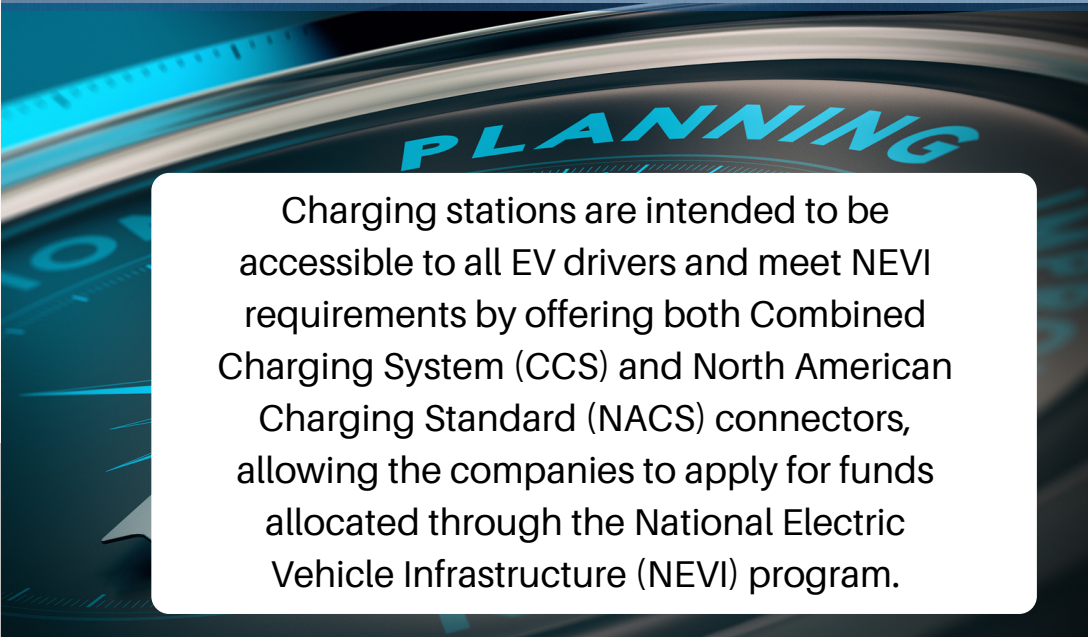 PLANNING
Charging stations are intended to be
accessible to all EV drivers and meet NEVI
requirements by offering both Combined
Charging System (CCS) and North American
Charging Standard (NACS) connectors,
allowing the companies to apply for funds
allocated through the National Electric
Vehicle Infrastructure (NEVI) program.